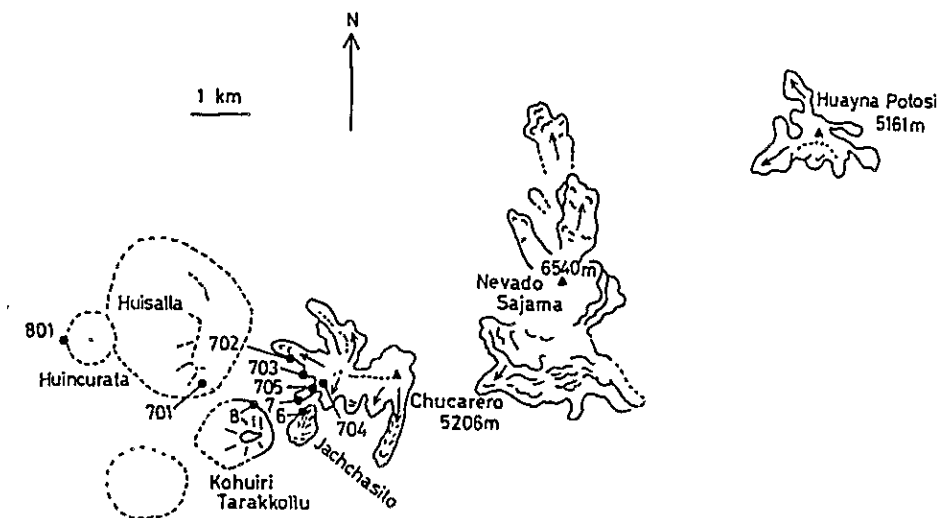 N
1 km
Huayna Potosi
5161m
6540m
Nevado
Sajama
Huisalla
801
Huincurata
702
703
705
7
6
8
701
704
Chucarero
5206m
Jachchasilo
Kohuiri
Tarakkollu